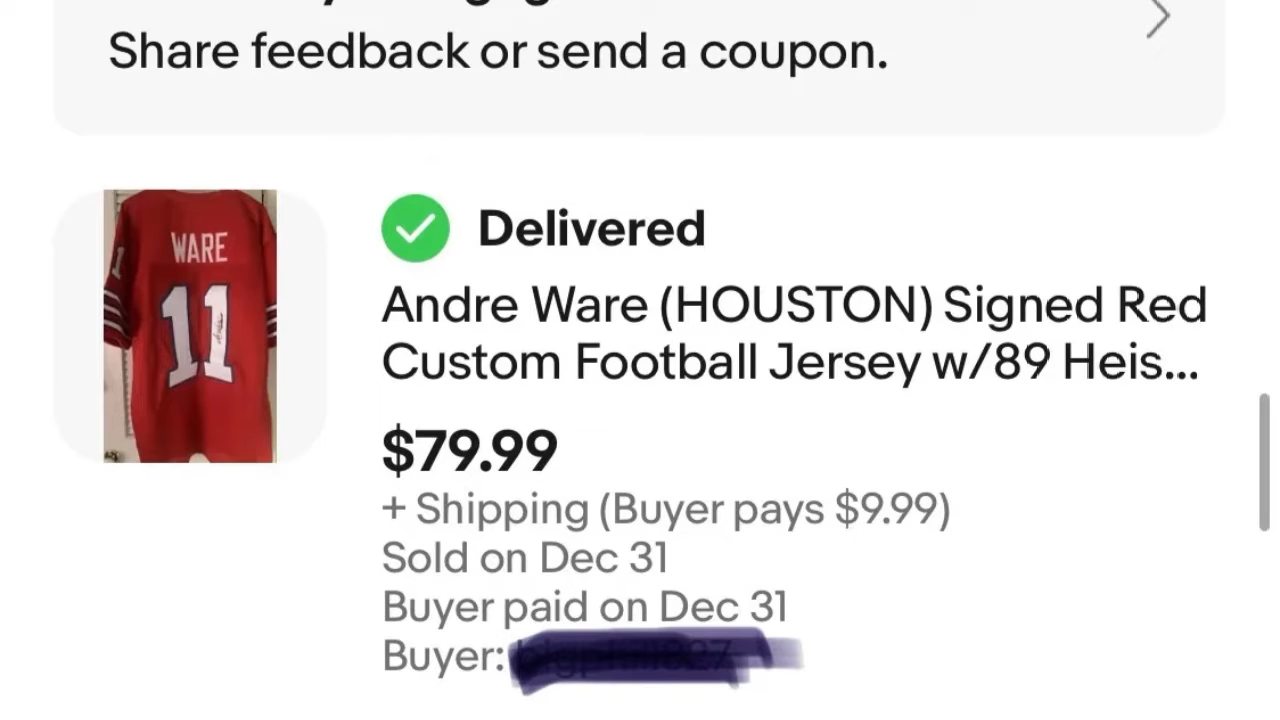 Share feedback or send a coupon.
Delivered
Andre Ware (HOUSTON) Signed Red
Custom Football Jersey w/89 Heis...
$79.99
+ Shipping (Buyer pays $9.99)
Sold on Dec 31
Buyer paid on Dec 31
Buyer:
WARE
11